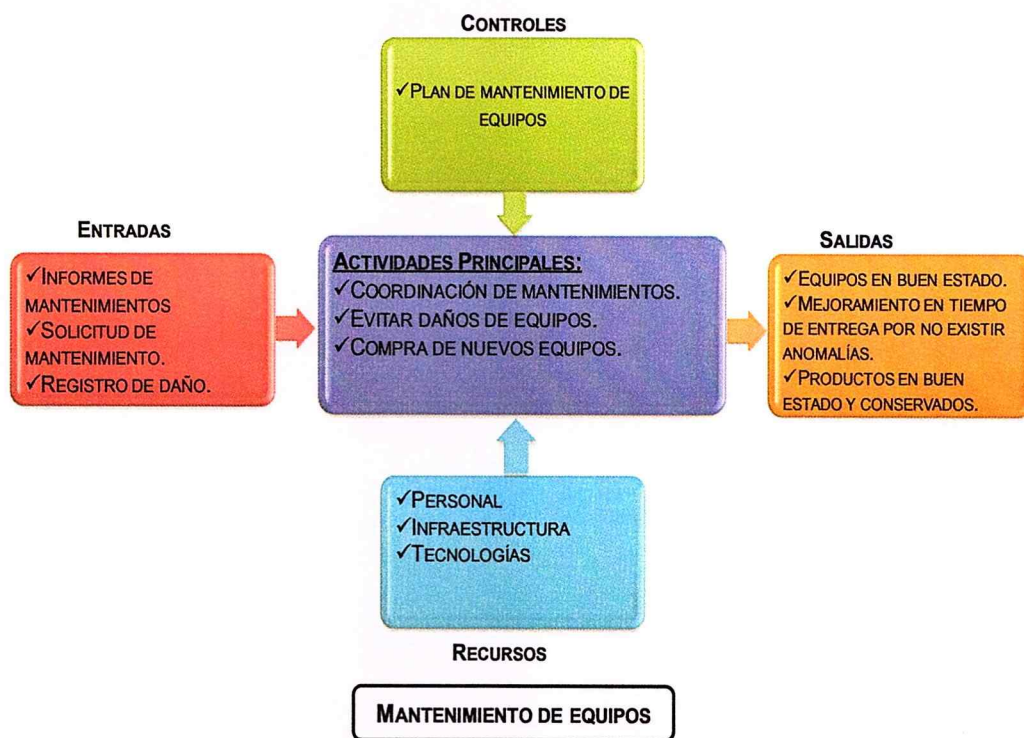 CONTROLES
✓PLAN DE MANTENIMIENTO DE
EQUIPOS
ENTRADAS
✓INFORMES DE
MANTENIMIENTOS
✓SOLICITUD DE
MANTENIMIENTO.
✓REGISTRO DE DAÑO.
ACTIVIDADES PRINCIPALES:
✓COORDINACIÓN DE MANTENIMIENTOS.
✓EVITAR DAÑOS DE EQUIPOS.
✓COMPRA DE NUEVOS EQUIPOS.
SALIDAS
✓EQUIPOS EN BUEN ESTADO.
✓MEJORAMIENTO EN TIEMPO
DE ENTREGA POR NO EXISTIR
ANOMALÍAS.
✓PRODUCTOS EN BUEN
ESTADO Y CONSERVADOS.
✓PERSONAL
✓INFRAESTRUCTURA
✓TECNOLOGÍAS
RECURSOS
MANTENIMIENTO DE EQUIPOS